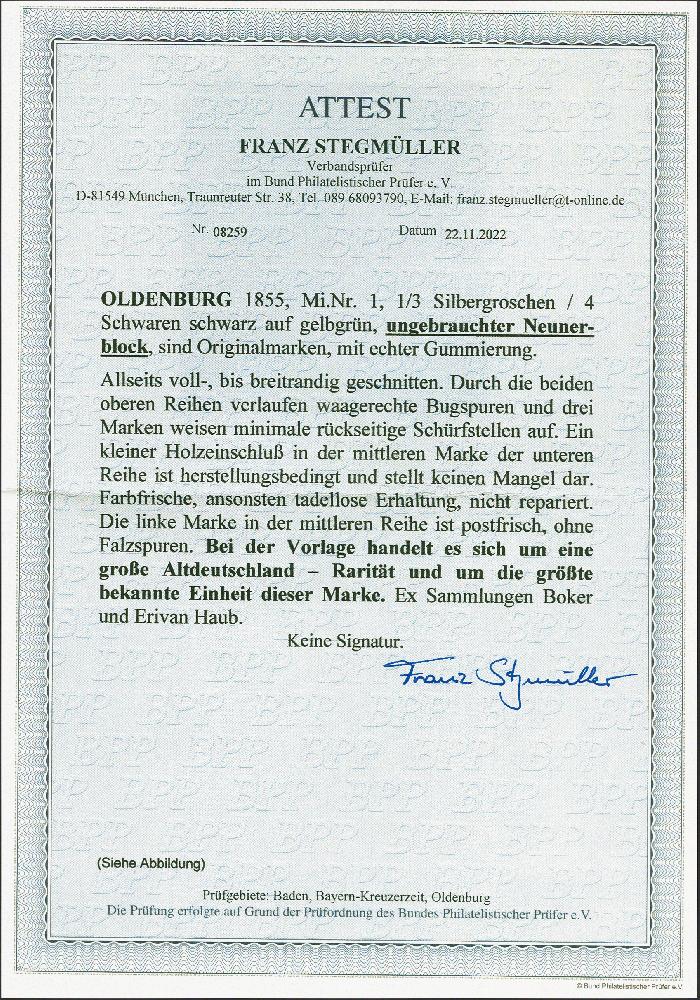 ATTEST
FRANZ STEGMÜLLER
Verbandsprüfer
im Bund Philatelistischer Prüfer e. V.
D-81549 München, Traunreuter Str. 38, Tel. 089 68093790, E-Mail: franz.stegmueller@t-online.de
Nr. 08259 Datum 22.11.2022
OLDENBURG 1855, Mi.Nr. 1, 1/3 Silbergroschen / 4
Schwaren schwarz auf gelbgrün, ungebrauchter Neuner-
block, sind Originalmarken, mit echter Gummierung.
Allseits voll-, bis breitrandig geschnitten. Durch die beiden
oberen Reihen verlaufen waagerechte Bugspuren und drei
Marken weisen minimale rückseitige Schürfstellen auf. Ein
kleiner Holzeinschluß in der mittleren Marke der unteren
Reihe ist herstellungsbedingt und stellt keinen Mangel dar.
Farbfrische, ansonsten tadellose Erhaltung, nicht repariert.
Die linke Marke in der mittleren Reihe ist postfrisch, ohne
Falzspuren. Bei der Vorlage handelt es sich um eine
große Altdeutschland – Rarität und um die größte
bekannte Einheit dieser Marke. Ex Sammlungen Boker
und Erivan Haub.
Keine Signatur.
Franz Stegmüller
(Siehe Abbildung)
Prüfgebiete: Baden, Bayern-Kreuzerzeit, Oldenburg
Die Prüfung erfolgte auf Grund der Prüfordnung des Bundes Philatelistischer Prüfer e.V.
© Bund Philatelistischer Prüfer e.V.